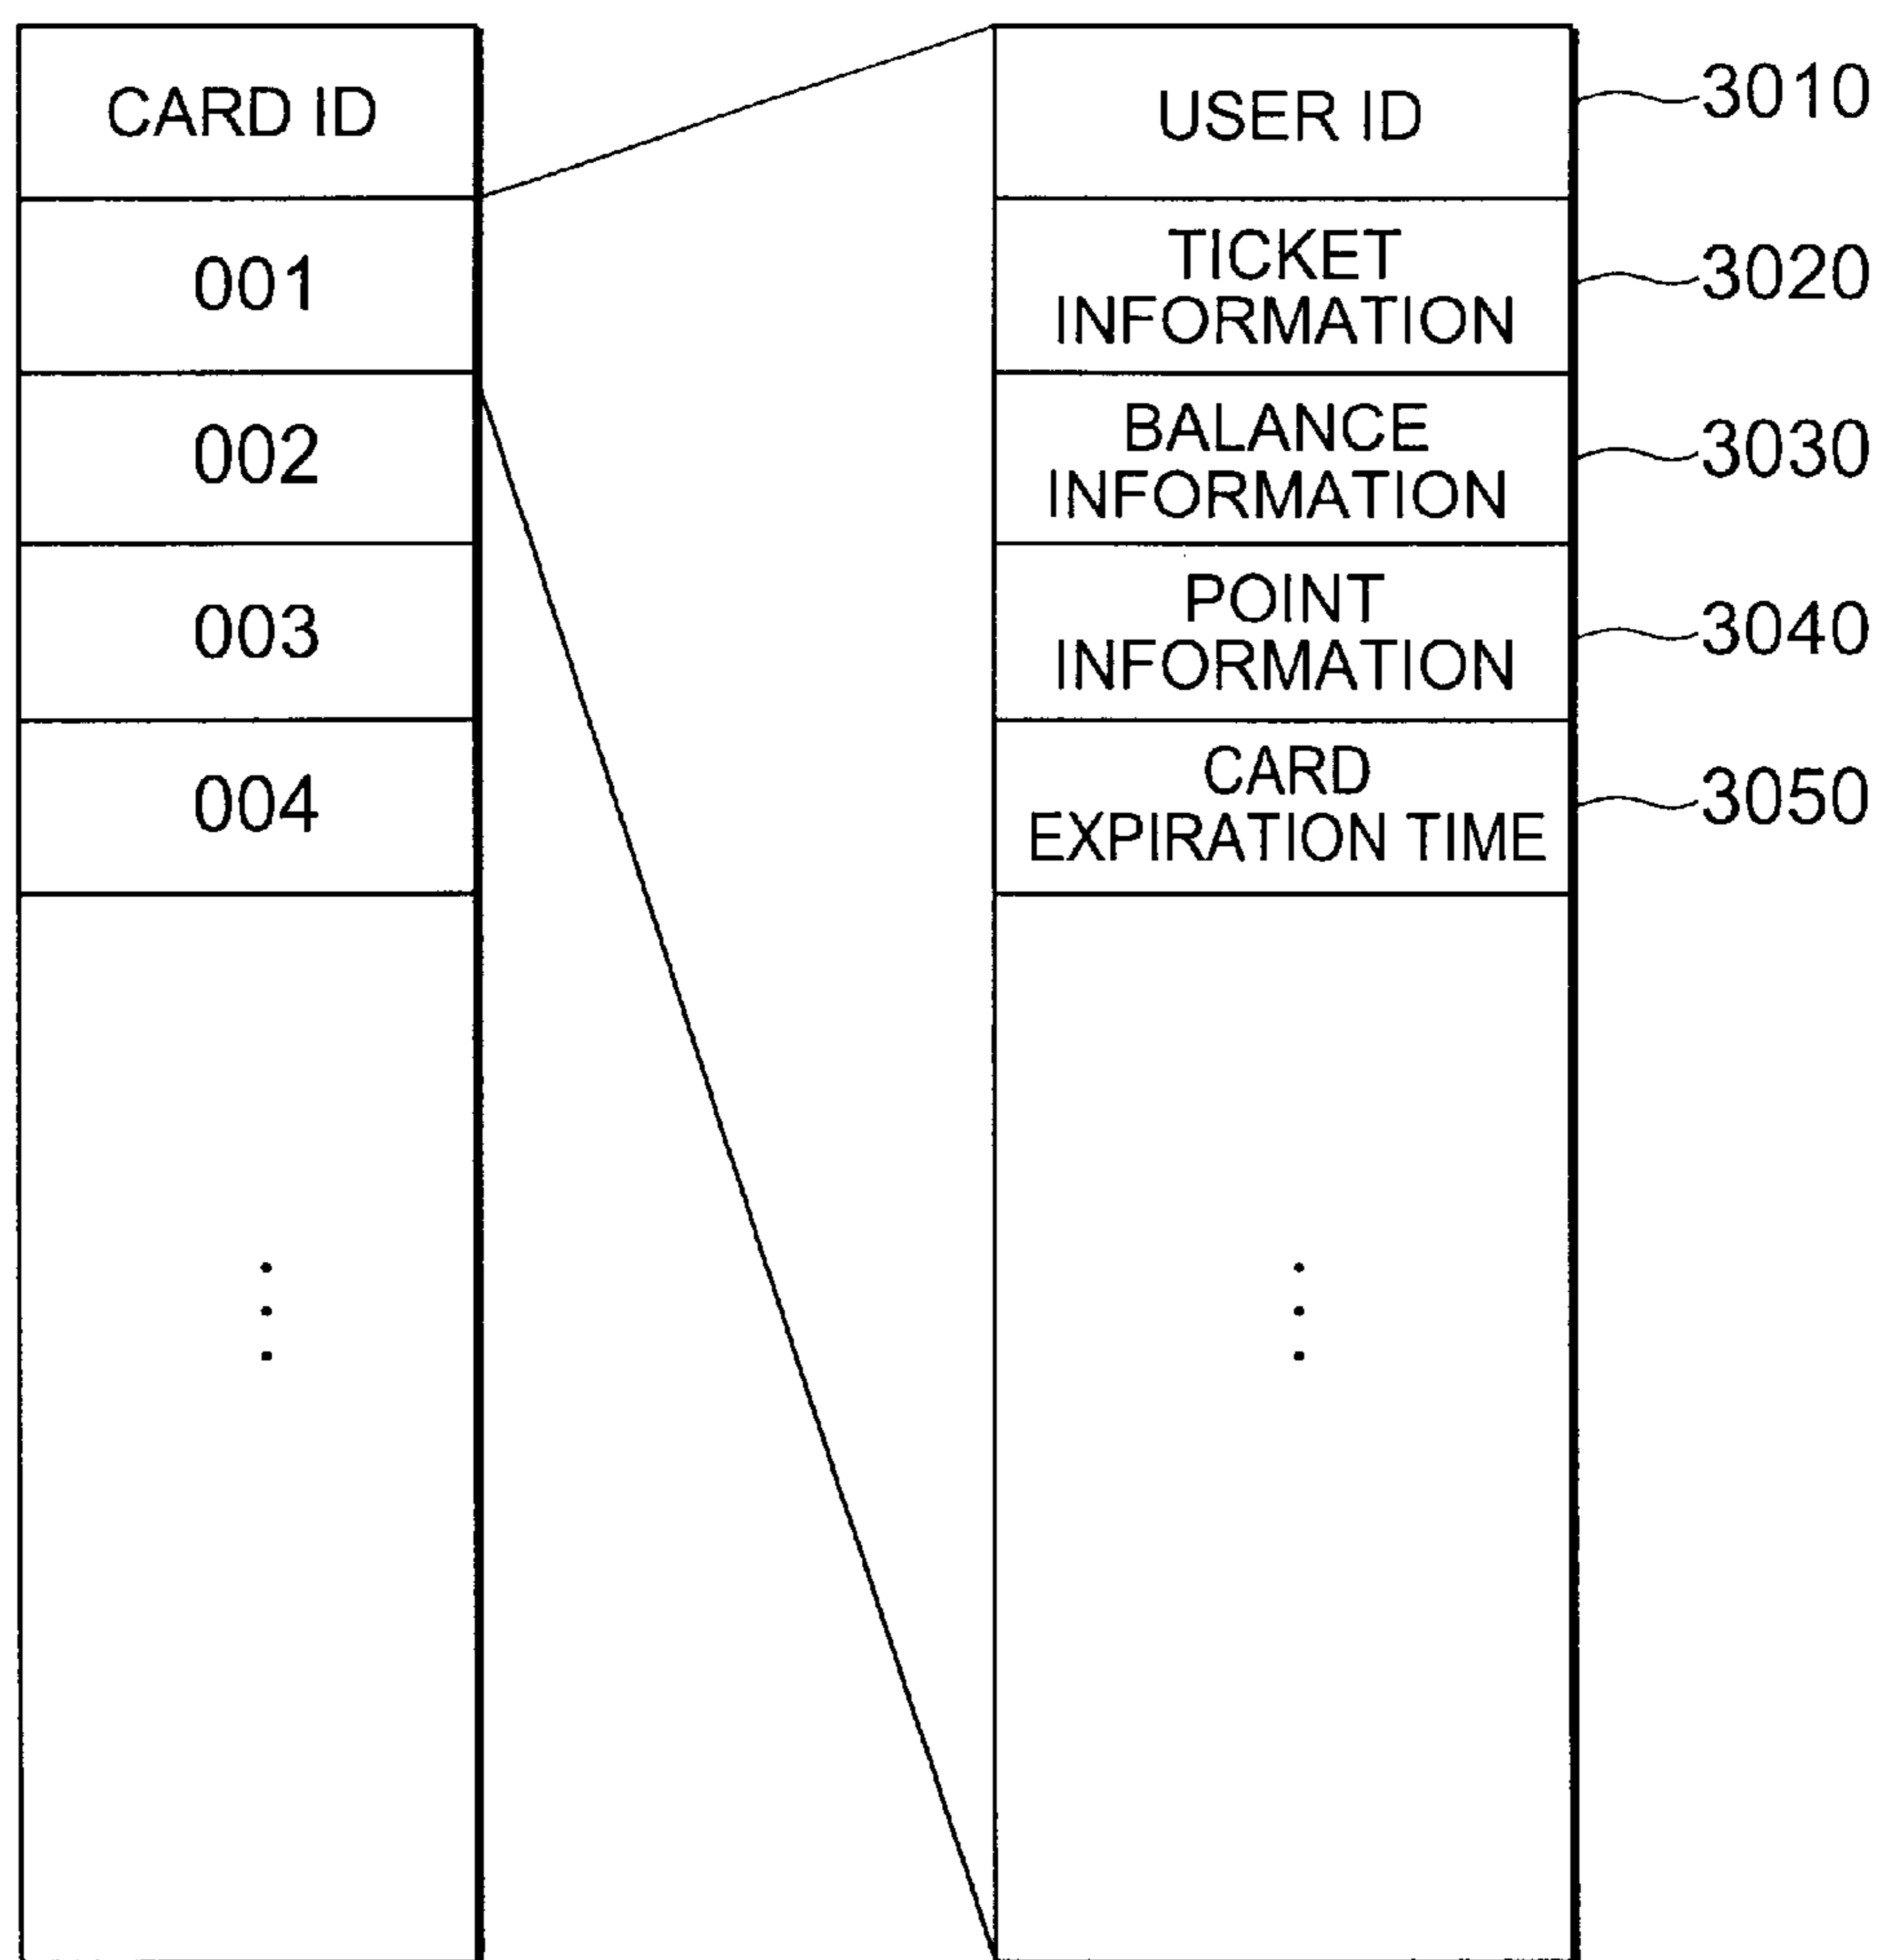 CARD ID
001
002
003
004
USER ID
3010
TICKET
INFORMATION
3020
BALANCE
INFORMATION
3030
POINT
INFORMATION
3040
CARD
EXPIRATION TIME
3050